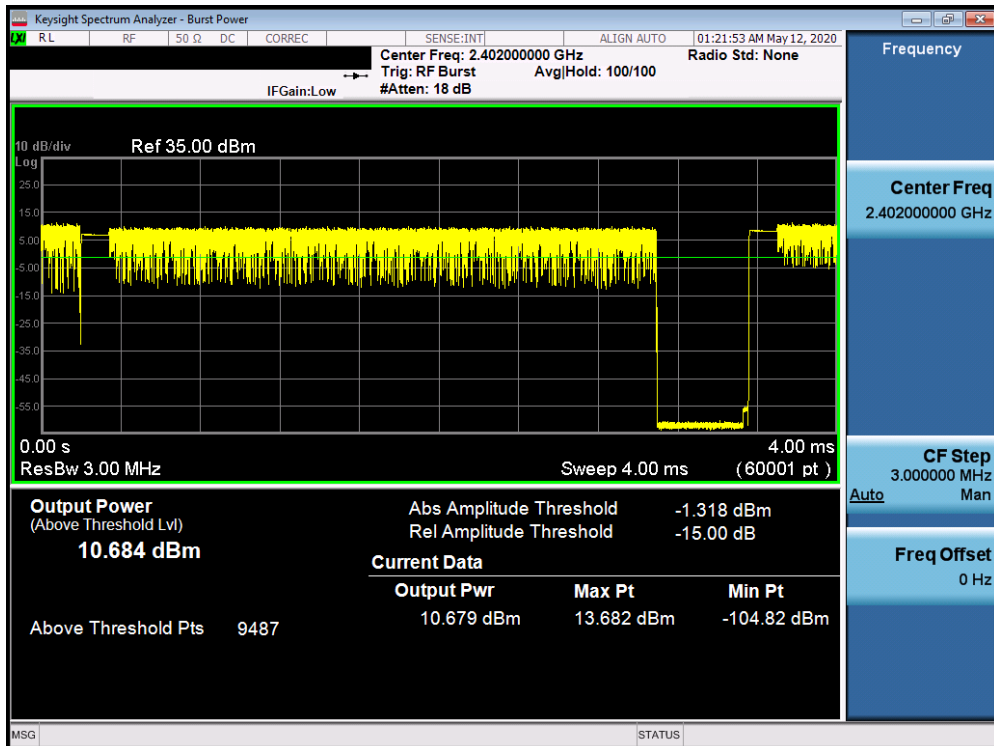 Keysight Spectrum Analyzer - Burst Power
LXI RL RF 50 Ω DC CORREC SENSE:INT ALIGN AUTO 01:21:53 AM May 12, 2020
Center Freq: 2.402000000 GHz Radio Std: None
Trig: RF Burst Avg|Hold: 100/100
IFGain:Low #Atten: 18 dB
10 dB/div Ref 35.00 dBm
Log
25.0
15.0
5.00
-5.00
-15.0
-25.0
-35.0
-45.0
-55.0
0.00 s 4.00 ms
ResBw 3.00 MHz Sweep 4.00 ms (60001 pt)
Output Power
(Above Threshold Lvl)
10.684 dBm
Above Threshold Pts 9487
Abs Amplitude Threshold -1.318 dBm
Rel Amplitude Threshold -15.00 dB
Current Data
Output Pwr Max Pt Min Pt
10.679 dBm 13.682 dBm -104.82 dBm
Frequency
Center Freq
2.402000000 GHz
CF Step
3.000000 MHz
Auto Man
Freq Offset
0 Hz
MSG STATUS